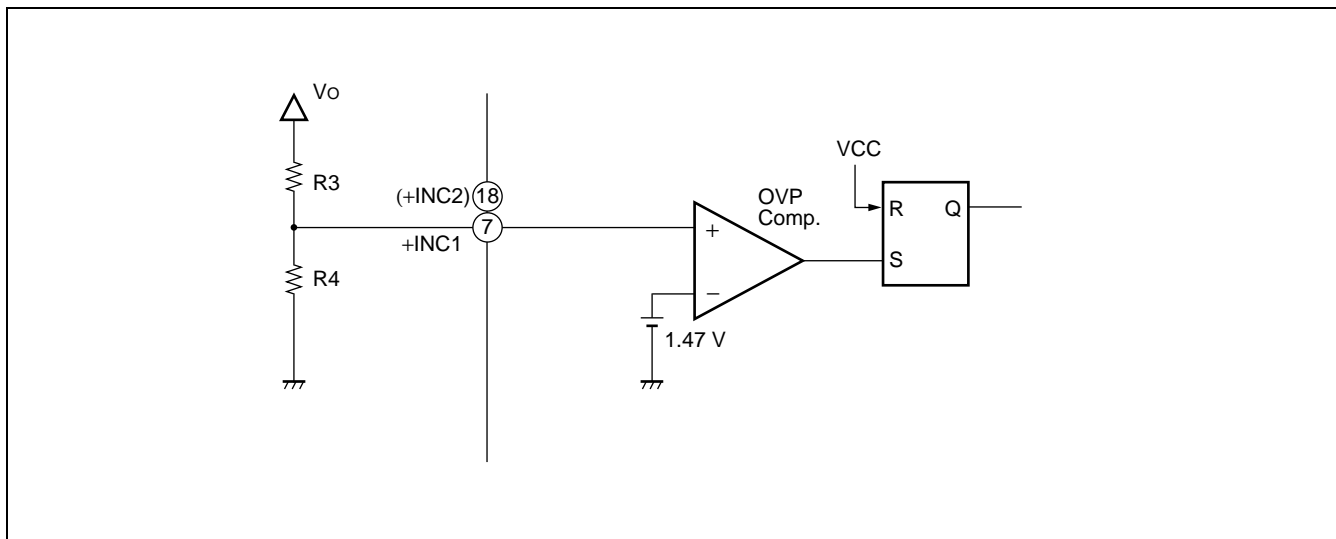 Vo
R3
(+INC2) 18
7
+INC1
R4
+
−
1.47 V
OVP
Comp.
VCC
R Q
S